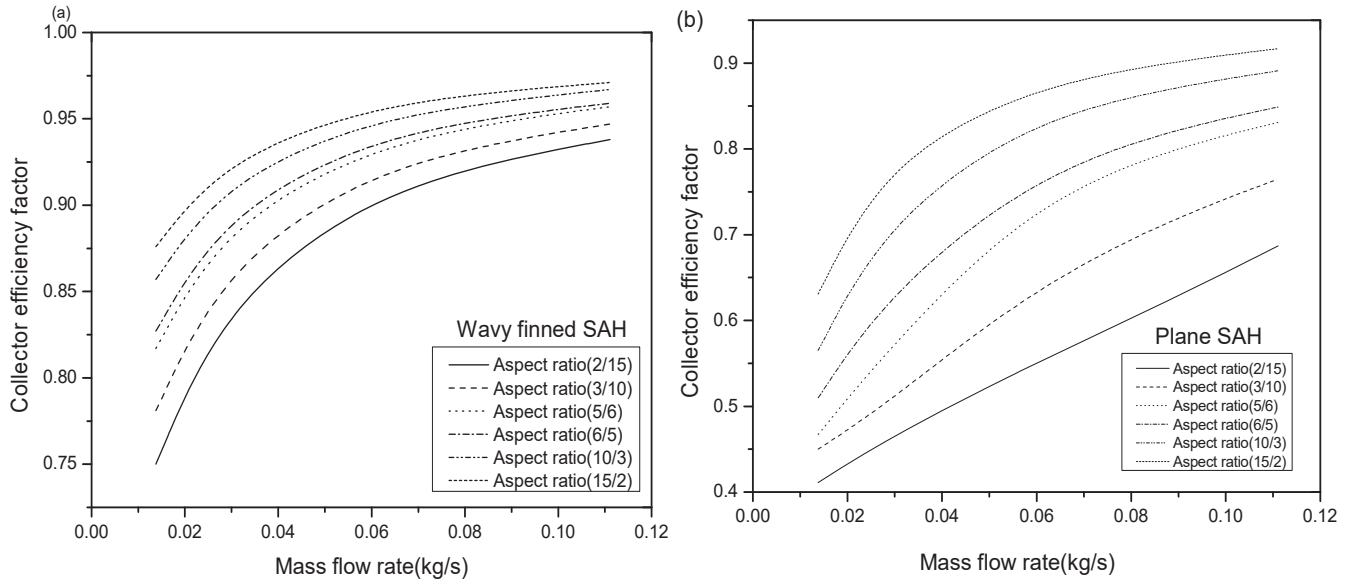 (a)
1.00
0.95
0.90
0.85
0.80
0.75
Collector efficiency factor
Wavy finned SAH
Aspect ratio(2/15)
Aspect ratio(3/10)
Aspect ratio(5/6)
Aspect ratio(6/5)
Aspect ratio(10/3)
Aspect ratio(15/2)
0.00 0.02 0.04 0.06 0.08 0.10 0.12
Mass flow rate(kg/s)
(b)
0.9
0.8
0.7
0.6
0.5
0.4
Collector efficiency factor
Plane SAH
Aspect ratio(2/15)
Aspect ratio(3/10)
Aspect ratio(5/6)
Aspect ratio(6/5)
Aspect ratio(10/3)
Aspect ratio(15/2)
0.00 0.02 0.04 0.06 0.08 0.10 0.12
Mass flow rate(kg/s)